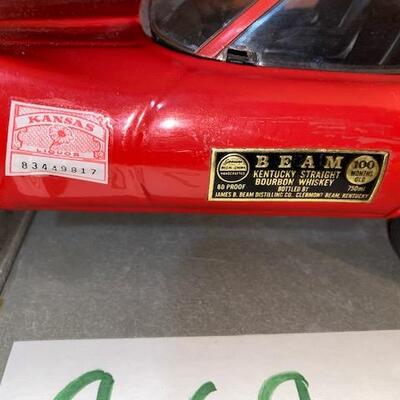 KANSAS
LIQUOR
83449817
BEAM
KENTUCKY STRAIGHT
BOURBON WHISKEY
80 PROOF
BOTTLED BY
750ml
JAMES B. BEAM DISTILLING CO. CLERMONT-BEAM, KENTUCKY
100
MONTHS
OLD